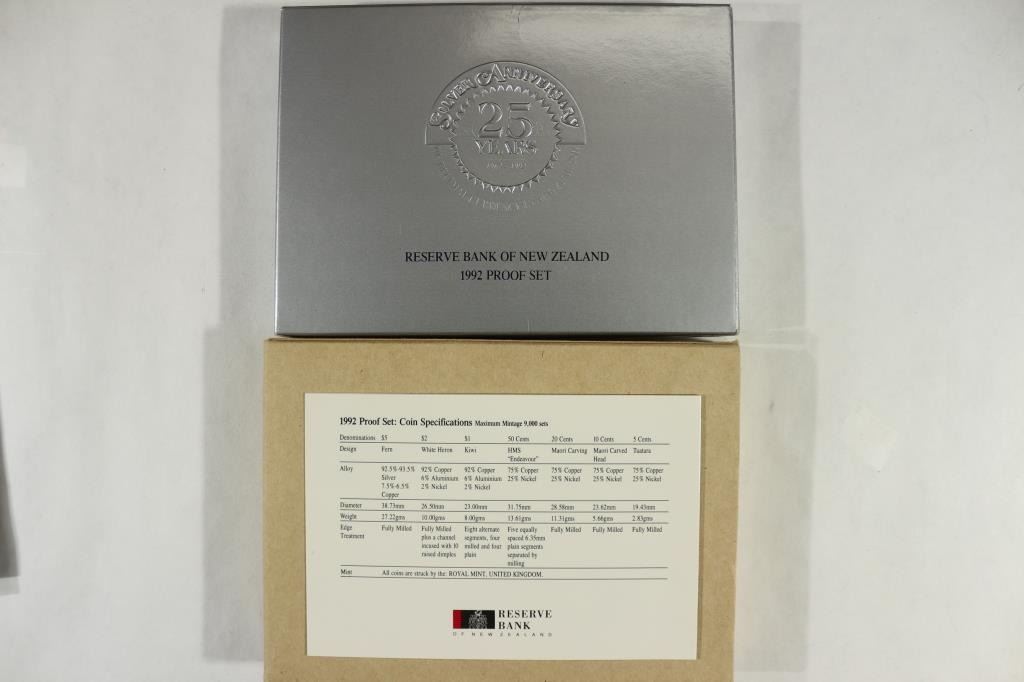 SILVER ANNIVERSARY
25
YEARS
1967 - 1992
RESERVE BANK OF NEW ZEALAND
1992 PROOF SET
1992 Proof Set: Coin Specifications Maximum Mintage 9,000 sets
Denominations $5 $2 $1 50 Cents 20 Cents 10 Cents 5 Cents
Design Fern White Heron Kiwi HMS Maori Carving Maori Carved Tuatara
"Endeavour" Head
Alloy 92.5%-93.5% 92% Copper 92% Copper 75% Copper 75% Copper 75% Copper 75% Copper
Silver 6% Aluminium 6% Aluminium 25% Nickel 25% Nickel 25% Nickel 25% Nickel
7.5%-6.5% 2% Nickel 2% Nickel
Copper
Diameter 38.73mm 26.50mm 23.00mm 31.75mm 28.58mm 23.62mm 19.43mm
Weight 27.22gms 10.00gms 8.00gms 13.61gms 11.31gms 5.66gms 2.83gms
Edge Fully Milled Fully Milled Eight alternate Five equally Fully Milled Fully Milled Fully Milled
Treatment plus a channel segments, four spaced 6.35mm
incused with 10 milled and four plain segments
raised dimples plain separated by
milling
Mint All coins are struck by the: ROYAL MINT, UNITED KINGDOM.
RESERVE
BANK
OF NEW ZEALAND